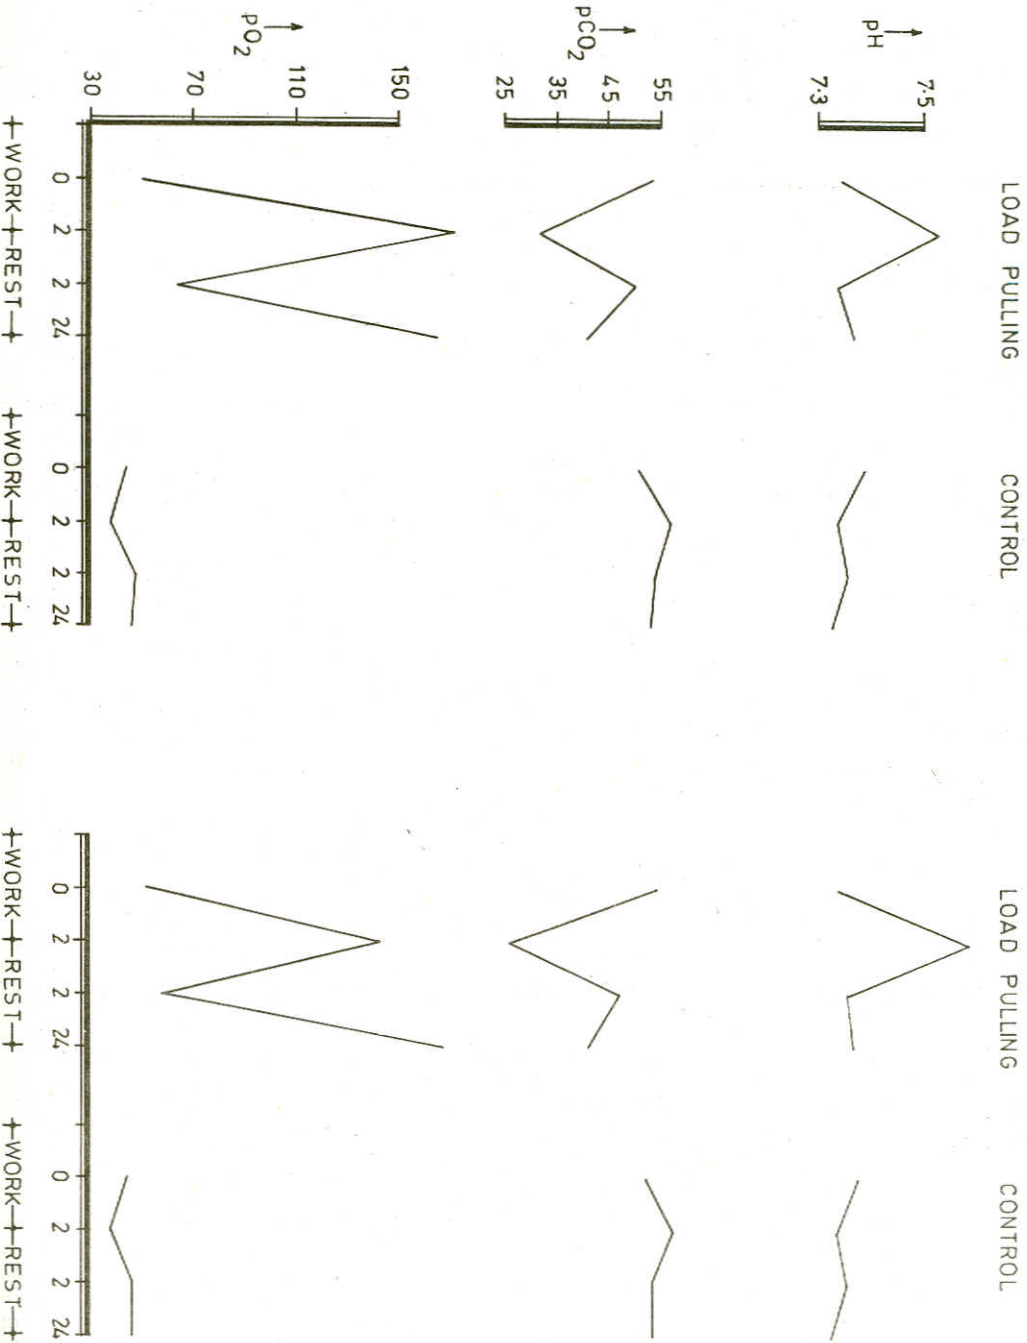 LOAD PULLING CONTROL LOAD PULLING CONTROL
pH →
7·5
7·3
pCO₂ →
55
45
35
25
pO₂ →
150
110
70
30
0 2 2 24 0 2 2 24 0 2 2 24 0 2 2 24
WORK REST WORK REST WORK REST WORK REST